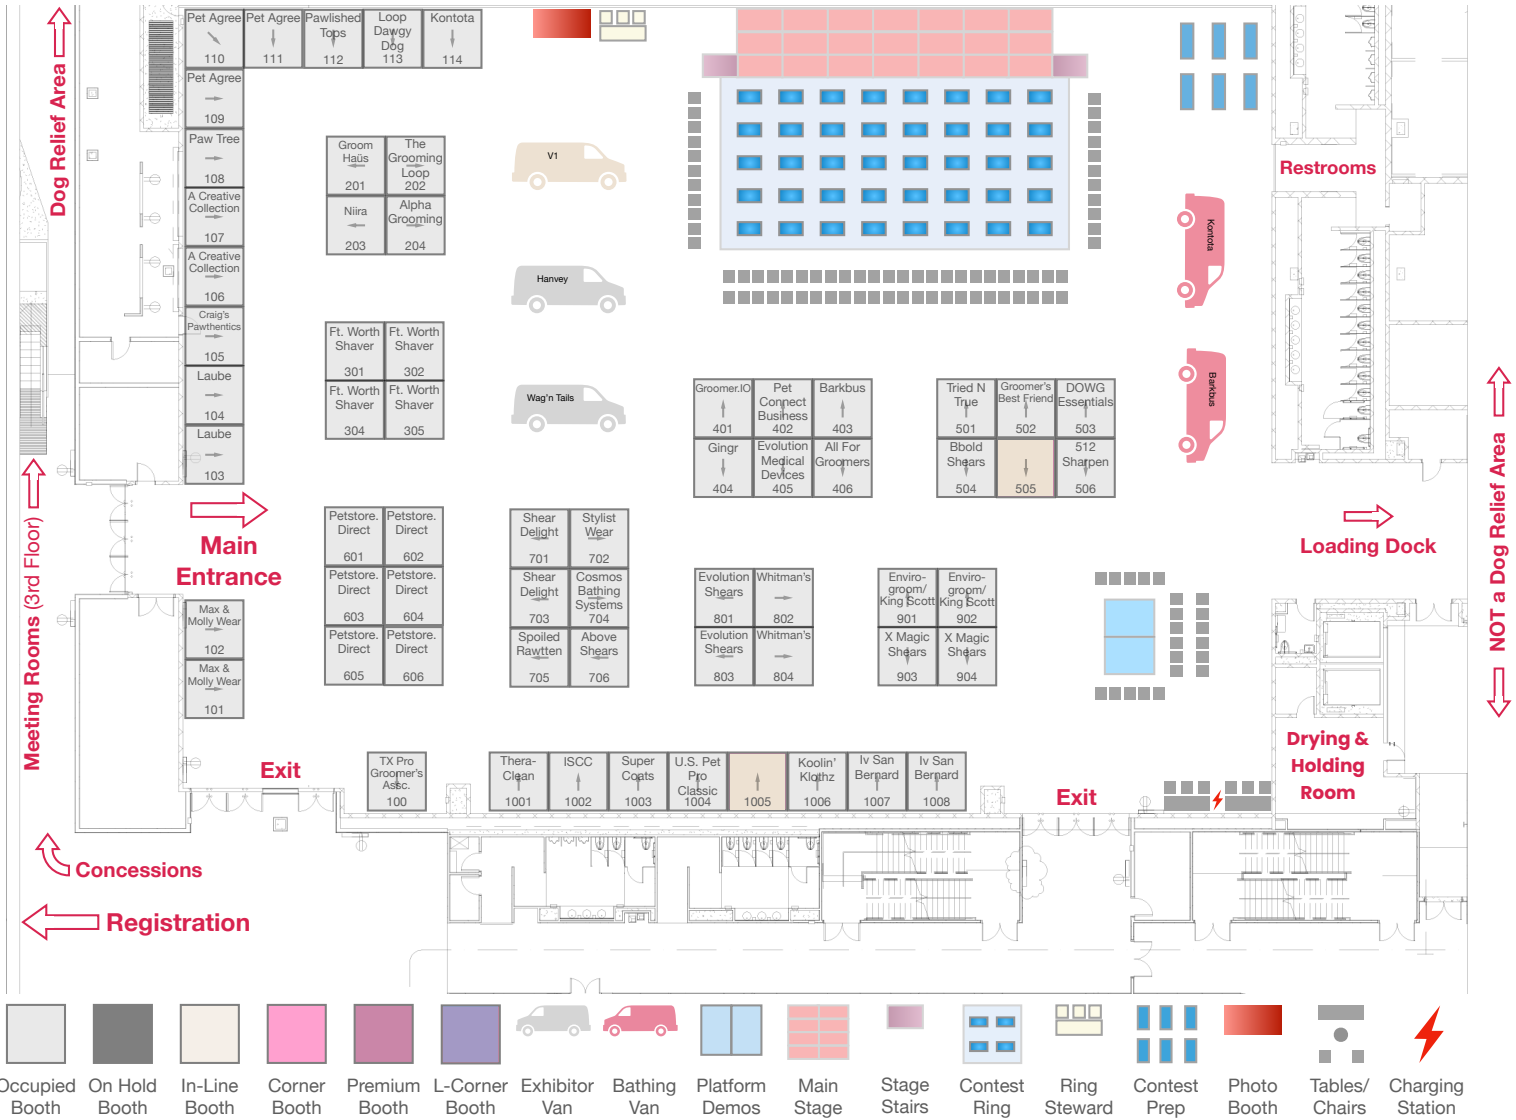 Dog Relief Area
Meeting Rooms (3rd Floor)
Pet Agree
110
Pet Agree
111
Pawlished
Tops
112
Loop
Dawgy
Dog
113
Kontota
114
Pet Agree
109
Paw Tree
108
A Creative
Collection
107
A Creative
Collection
106
Craig's
Pawthentics
105
Laube
104
Laube
103
Groom
Haüs
201
The
Grooming
Loop
202
Niira
203
Alpha
Grooming
204
V1
Hanvey
Wag'n Tails
Ft. Worth
Shaver
301
Ft. Worth
Shaver
302
Ft. Worth
Shaver
304
Ft. Worth
Shaver
305
Restrooms
Kontota
Barkbus
Groomer.IO
401
Pet
Connect
Business
402
Barkbus
403
Gingr
404
Evolution
Medical
Devices
405
All For
Groomers
406
Tried N
True
501
Groomer's
Best Friend
502
DOWG
Essentials
503
Bbold
Shears
504
505
512
Sharpen
506
Main
Entrance
Loading Dock
NOT a Dog Relief Area
Petstore.
Direct
601
Petstore.
Direct
602
Petstore.
Direct
603
Petstore.
Direct
604
Petstore.
Direct
605
Petstore.
Direct
606
Shear
Delight
701
Stylist
Wear
702
Shear
Delight
703
Cosmos
Bathing
Systems
704
Spoiled
Rawtten
705
Above
Shears
706
Evolution
Shears
801
Whitman's
802
Evolution
Shears
803
Whitman's
804
Enviro-
groom/
King Scott
901
Enviro-
groom/
King Scott
902
X Magic
Shears
903
X Magic
Shears
904
Max &
Molly Wear
102
Max &
Molly Wear
101
Exit
TX Pro
Groomer's
Assc.
100
Thera-
Clean
1001
ISCC
1002
Super
Coats
1003
U.S. Pet
Pro
Classic
1004
1005
Koolin'
Klothz
1006
Iv San
Bernard
1007
Iv San
Bernard
1008
Exit
Drying &
Holding
Room
Concessions
Registration
Occupied
Booth
On Hold
Booth
In-Line
Booth
Corner
Booth
Premium
Booth
L-Corner
Booth
Exhibitor
Van
Bathing
Van
Platform
Demos
Main
Stage
Stage
Stairs
Contest
Ring
Ring
Steward
Contest
Prep
Photo
Booth
Tables/
Chairs
Charging
Station